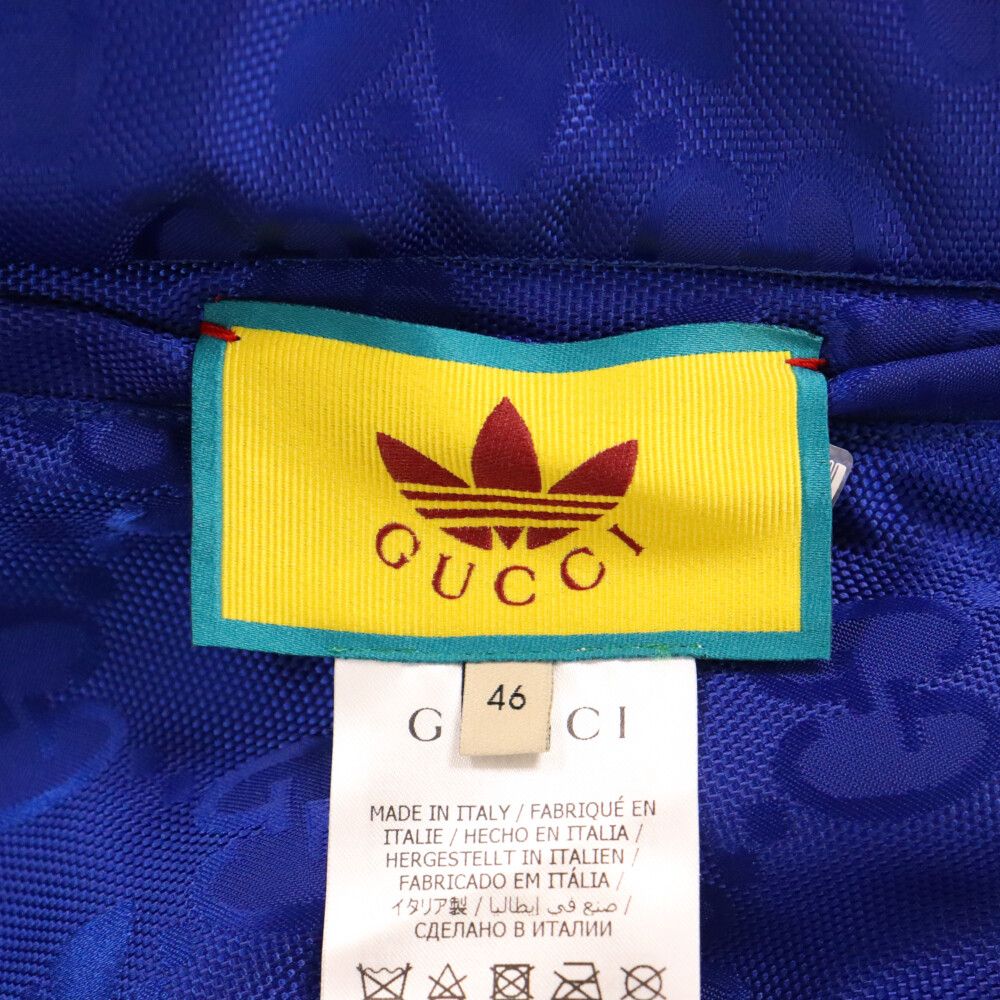 GUCCI
46
G CI
MADE IN ITALY / FABRIQUÉ EN
ITALIE / HECHO EN ITALIA /
HERGESTELLT IN ITALIEN /
FABRICADO EM ITÁLIA /
イタリア製 / صنع في إيطاليا /
СДЕЛАНО В ИТАЛИИ